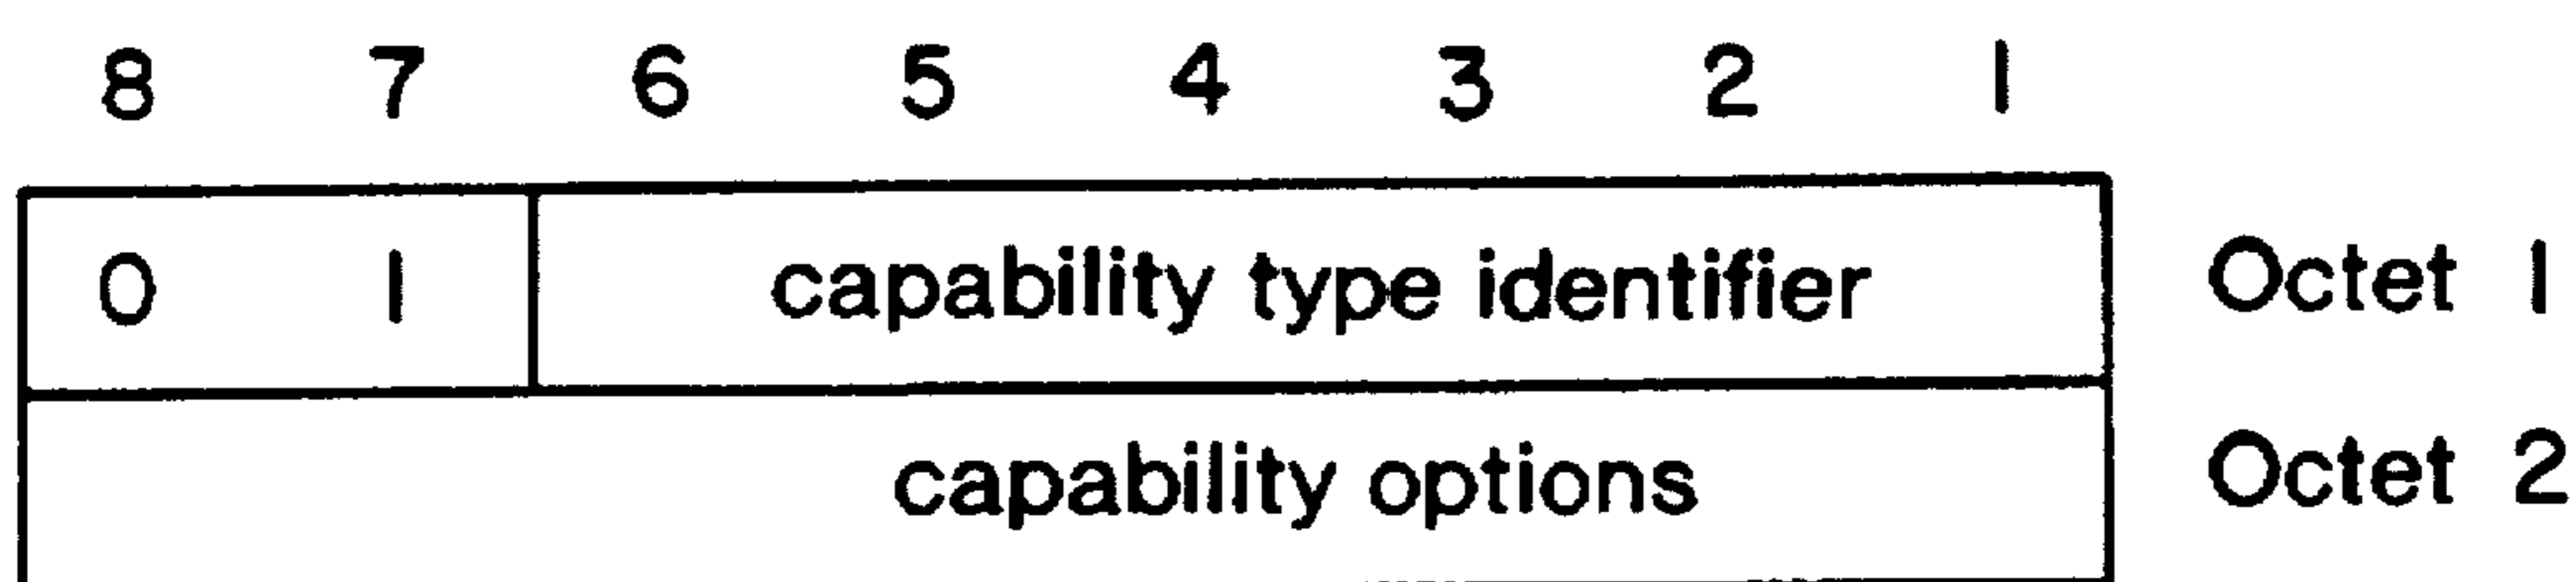 8 7 6 5 4 3 2 1
0 1 capability type identifier Octet 1
capability options Octet 2